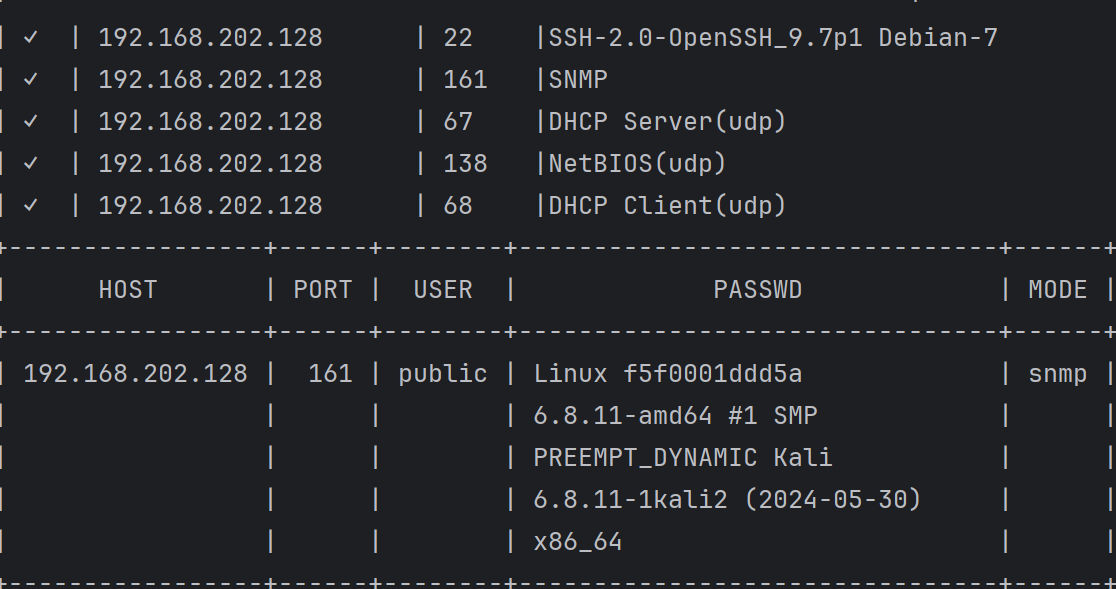 | ✓ | 192.168.202.128 | 22 |SSH-2.0-OpenSSH_9.7p1 Debian-7
| ✓ | 192.168.202.128 | 161 |SNMP
| ✓ | 192.168.202.128 | 67 |DHCP Server(udp)
| ✓ | 192.168.202.128 | 138 |NetBIOS(udp)
| ✓ | 192.168.202.128 | 68 |DHCP Client(udp)
+------------------+------+--------+--------------------------------+------+
| HOST | PORT | USER | PASSWD | MODE |
+------------------+------+--------+--------------------------------+------+
| 192.168.202.128 | 161 | public | Linux f5f0001ddd5a | snmp |
| | | | 6.8.11-amd64 #1 SMP | |
| | | | PREEMPT_DYNAMIC Kali | |
| | | | 6.8.11-1kali2 (2024-05-30) | |
| | | | x86_64 | |
+------------------+------+--------+--------------------------------+------+